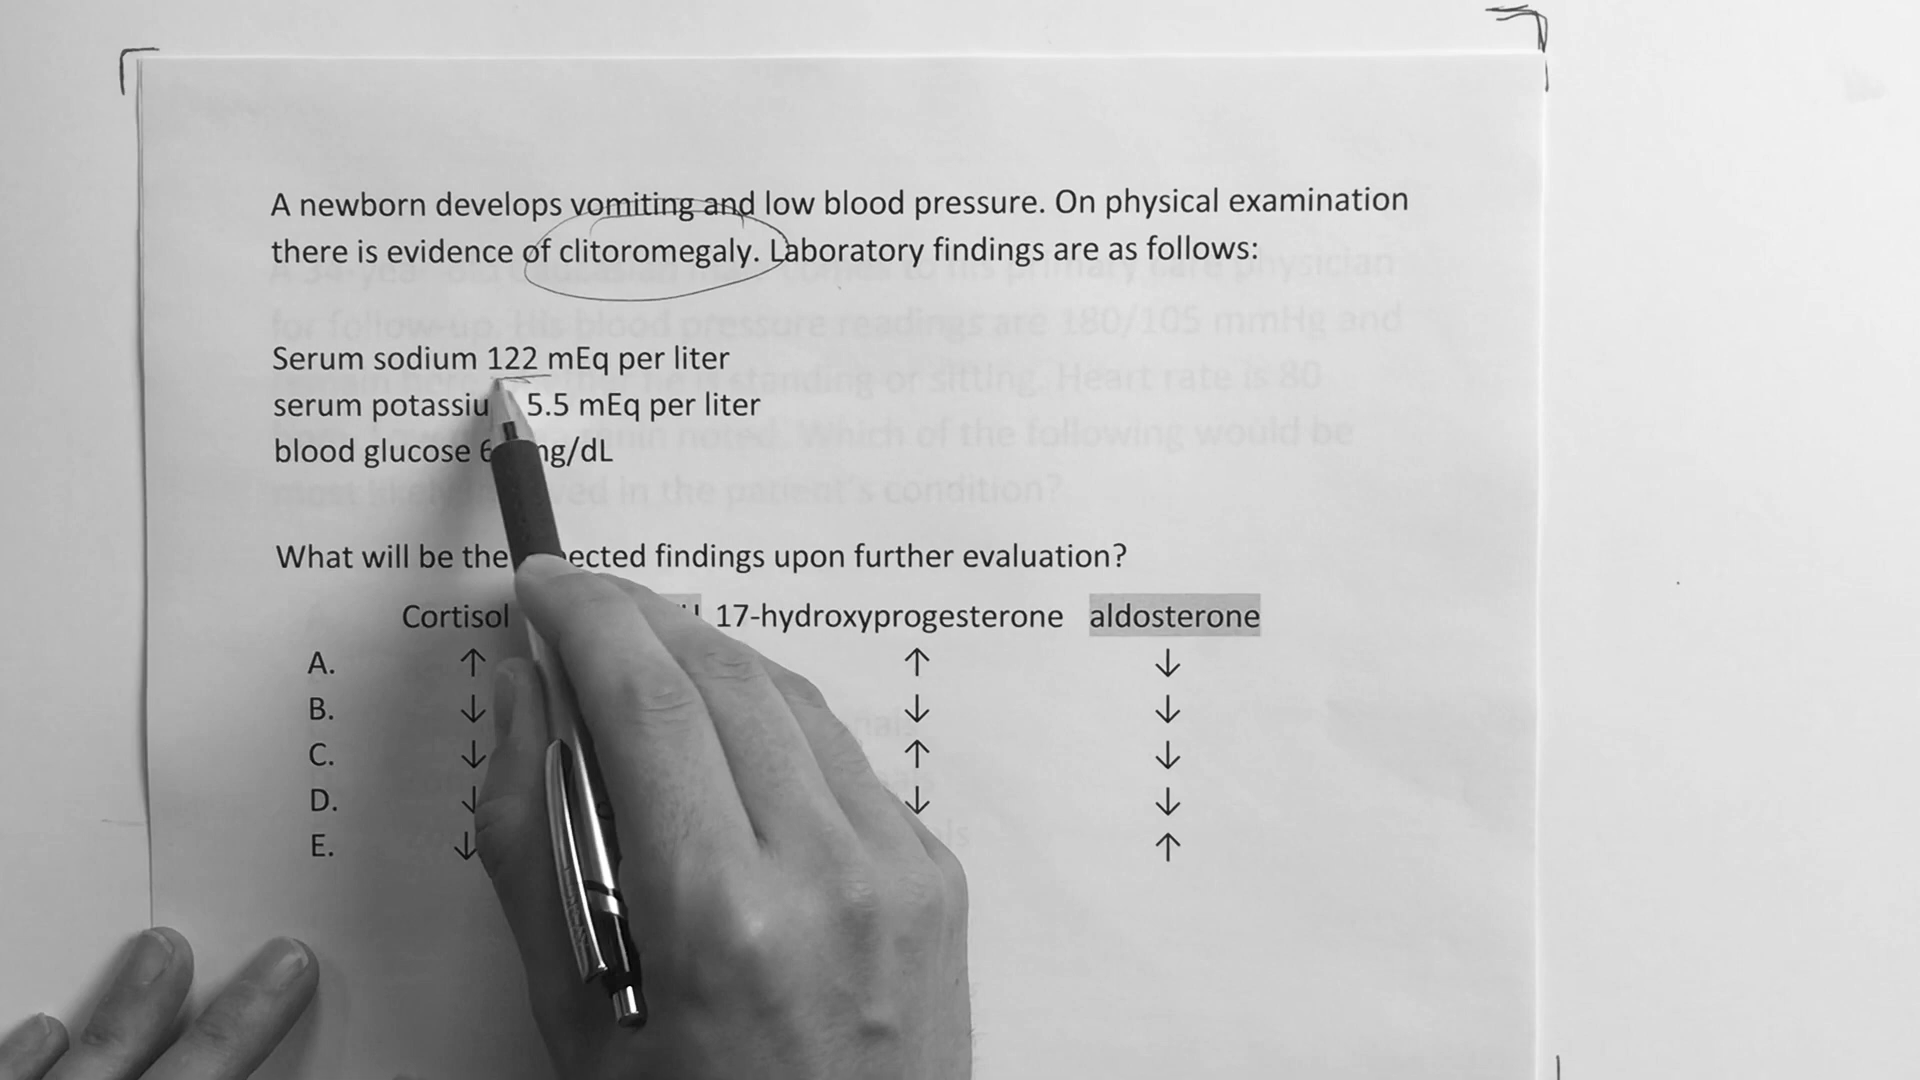 A newborn develops vomiting and low blood pressure. On physical examination
there is evidence of clitoromegaly. Laboratory findings are as follows:
Serum sodium 122 mEq per liter
serum 5.5 mEq per liter
blood glucose
What will be the findings upon further evaluation?
Cortisol 17-hydroxyprogesterone aldosterone
A. ↑ ↑ ↓
B. ↓ ↓ ↓
C. ↓ ↑ ↓
D. ↓ ↓ ↓
E. ↓ ↑